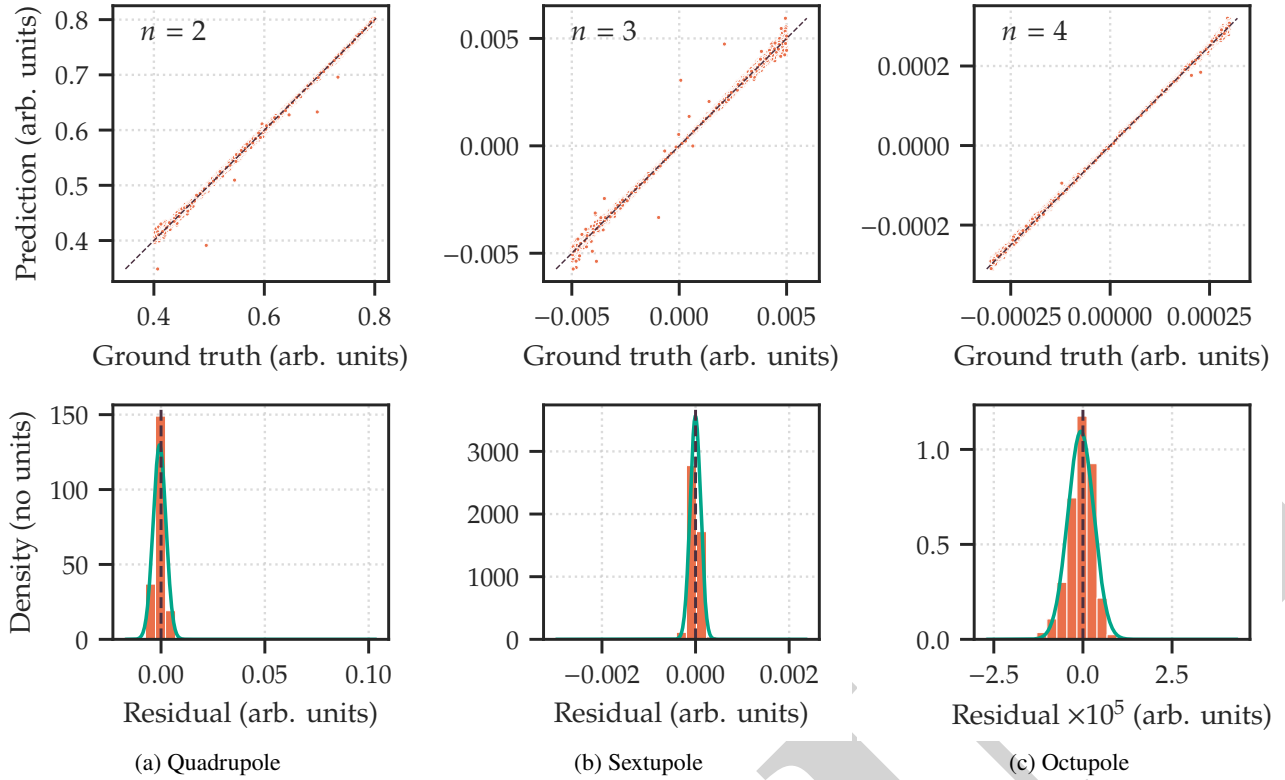 n = 2
0.8
0.7
0.6
0.5
0.4
Prediction (arb. units)
0.4 0.6 0.8
Ground truth (arb. units)
n = 3
0.005
0.000
−0.005
−0.005 0.000 0.005
Ground truth (arb. units)
n = 4
0.0002
0.0000
−0.0002
−0.00025 0.00000 0.00025
Ground truth (arb. units)
150
100
50
0
Density (no units)
0.00 0.05 0.10
Residual (arb. units)
3000
2000
1000
0
−0.002 0.000 0.002
Residual (arb. units)
1.0
0.5
0.0
−2.5 0.0 2.5
Residual ×10⁵ (arb. units)
(a) Quadrupole
(b) Sextupole
(c) Octupole